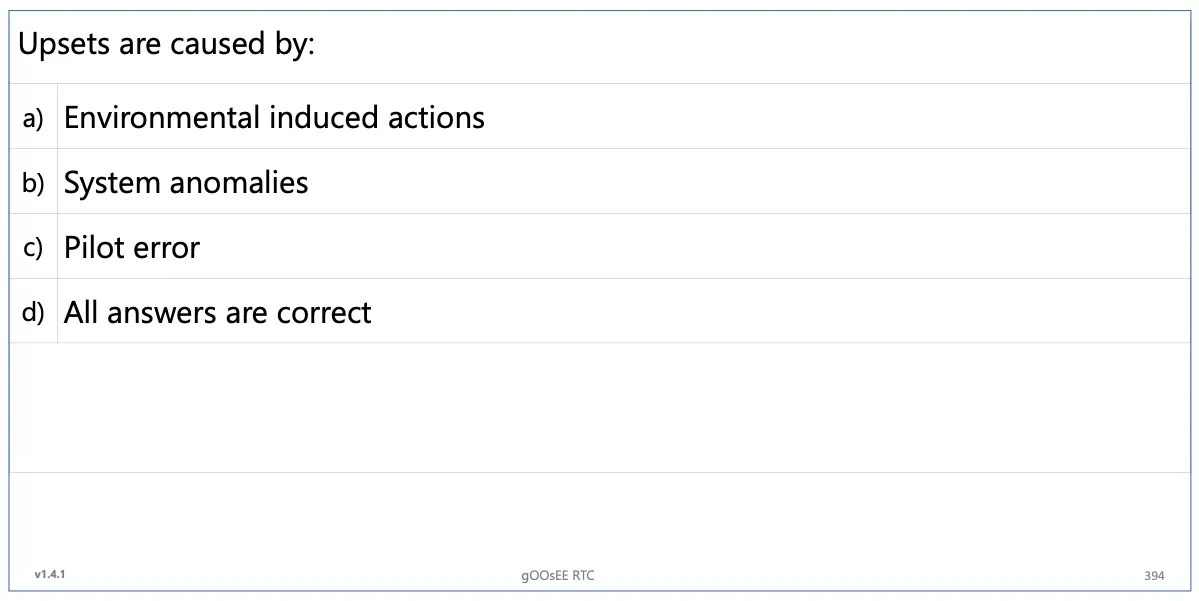 Upsets are caused by:
a) Environmental induced actions
b) System anomalies
c) Pilot error
d) All answers are correct
v1.4.1 gOOsEE RTC 394